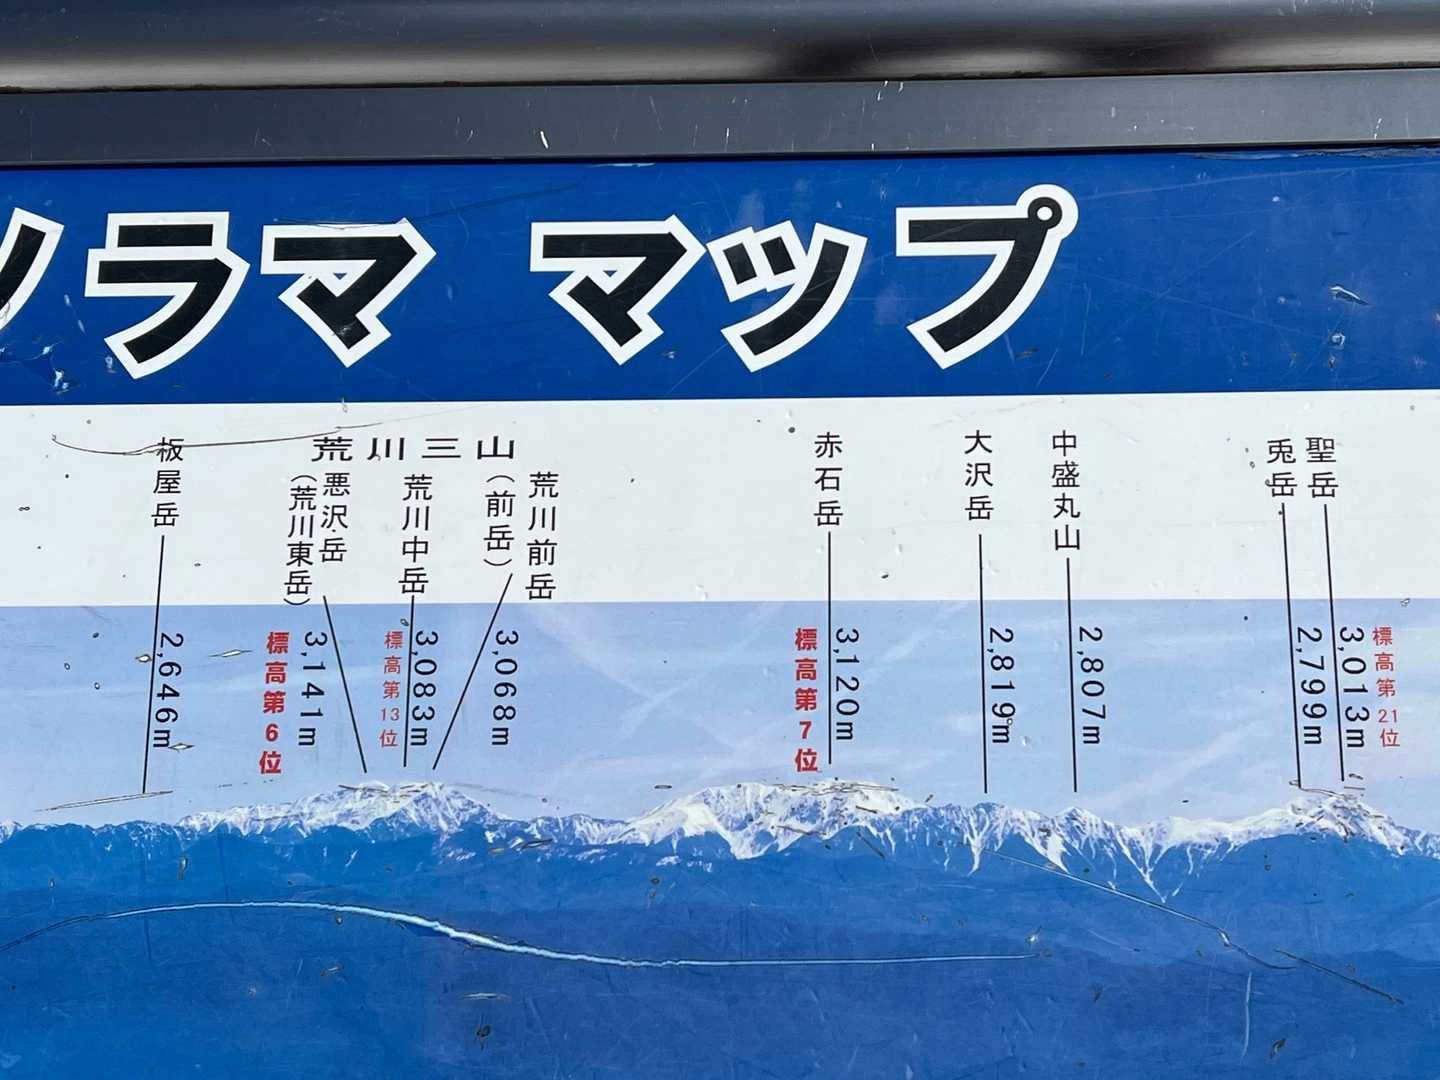 ノラマ マップ
板屋岳
2,646m
荒川三山
悪沢岳
(荒川東岳)
3,141m
標高第6位
荒川中岳
3,083m
標高第13位
荒川前岳
(前岳)
3,068m
赤石岳
3,120m
標高第7位
大沢岳
2,819m
中盛丸山
2,807m
兎岳
2,799m
聖岳
3,013m
標高第21位